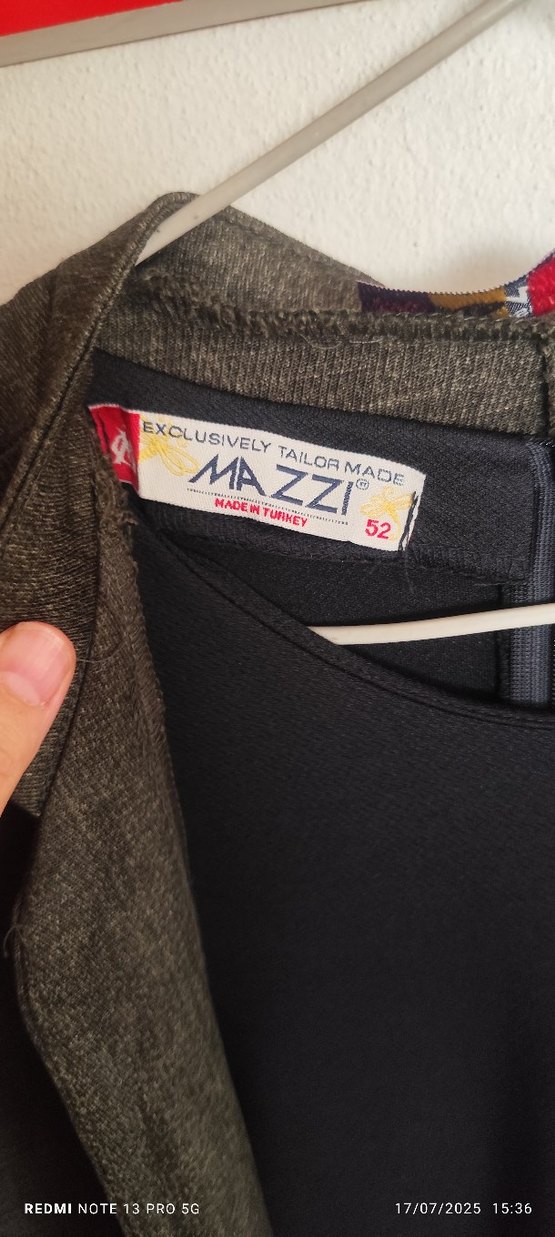 EXCLUSIVELY TAILOR MADE
MAZZI®
MADE IN TURKEY
52
REDMI NOTE 13 PRO 5G
17/07/2025 15:36